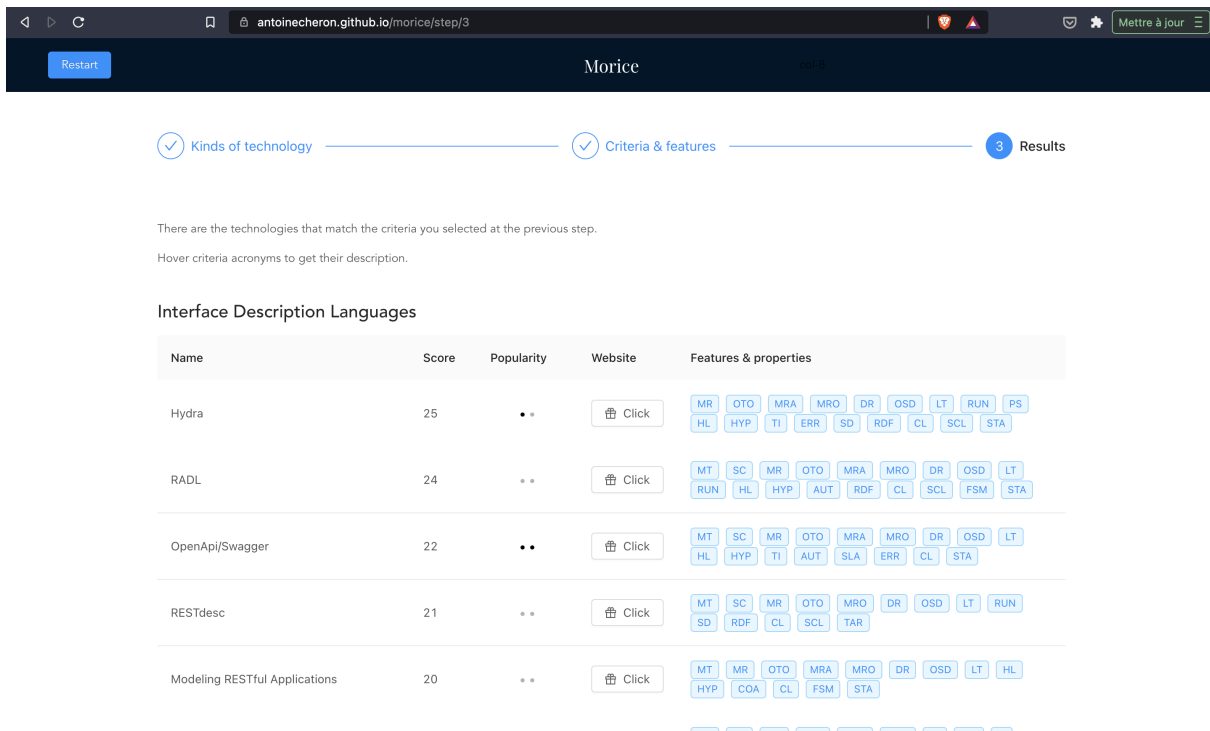 antoinecheron.github.io/morice/step/3
Mettre à jour
Restart
Morice
col-8
Kinds of technology
Criteria & features
3 Results
There are the technologies that match the criteria you selected at the previous step.
Hover criteria acronyms to get their description.
Interface Description Languages
Name Score Popularity Website Features & properties
Hydra 25 Click MR OTO MRA MRO DR OSD LT RUN PS
HL HYP TI ERR SD RDF CL SCL STA
RADL 24 Click MT SC MR OTO MRA MRO DR OSD LT
RUN HL HYP AUT RDF CL SCL FSM STA
OpenApi/Swagger 22 Click MT SC MR OTO MRA MRO DR OSD LT
HL HYP TI AUT SLA ERR CL STA
RESTdesc 21 Click MT SC MR OTO MRO DR OSD LT RUN
SD RDF CL SCL TAR
Modeling RESTful Applications 20 Click MT MR OTO MRA MRO DR OSD LT HL
HYP COA CL FSM STA